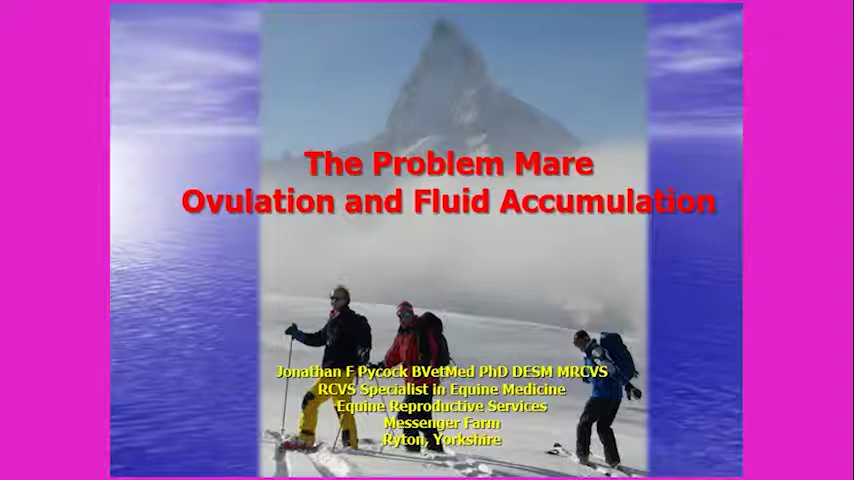 The Problem Mare
Ovulation and Fluid Accumulation
Jonathan F Pycock BVetMed PhD DESM MRCVS
RCVS Specialist in Equine Medicine
Equine Reproductive Services
Messenger Farm
Ryton, Yorkshire